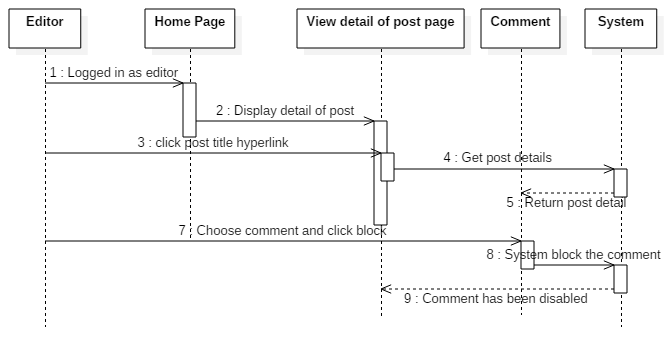 Editor
Home Page
View detail of post page
Comment
System
1 : Logged in as editor
2 : Display detail of post
3 : click post title hyperlink
4 : Get post details
5 : Return post detail
7 : Choose comment and click block
8 : System block the comment
9 : Comment has been disabled